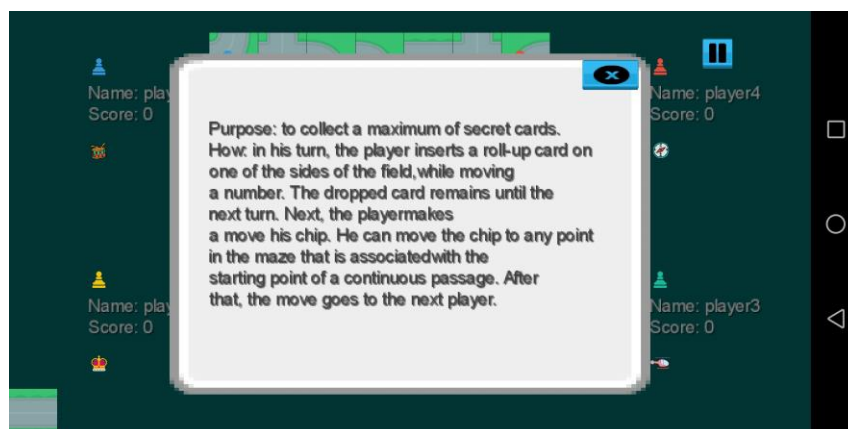 Name: play
Score: 0
Name: player4
Score: 0
Purpose: to collect a maximum of secret cards.
How: in his turn, the player inserts a roll-up card on
one of the sides of the field,while moving
a number. The dropped card remains until the
next turn. Next, the playermakes
a move his chip. He can move the chip to any point
in the maze that is associatedwith the
starting point of a continuous passage. After
that, the move goes to the next player.
Name: play
Score: 0
Name: player3
Score: 0